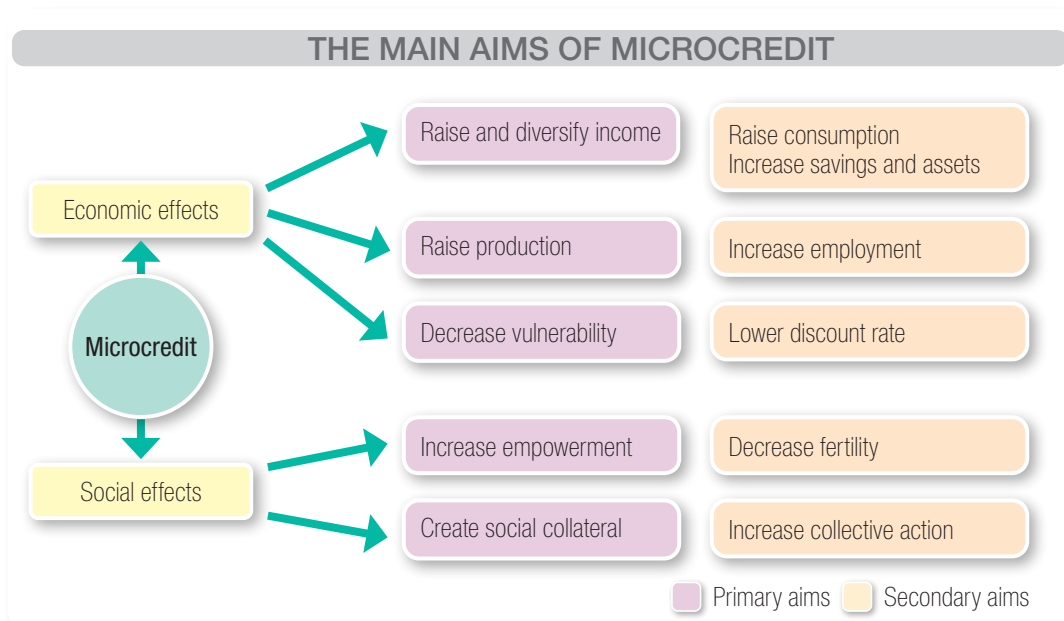 THE MAIN AIMS OF MICROCREDIT
Raise and diversify income
Raise consumption
Increase savings and assets
Economic effects
Raise production
Increase employment
Microcredit
Decrease vulnerability
Lower discount rate
Increase empowerment
Decrease fertility
Social effects
Create social collateral
Increase collective action
Primary aims
Secondary aims